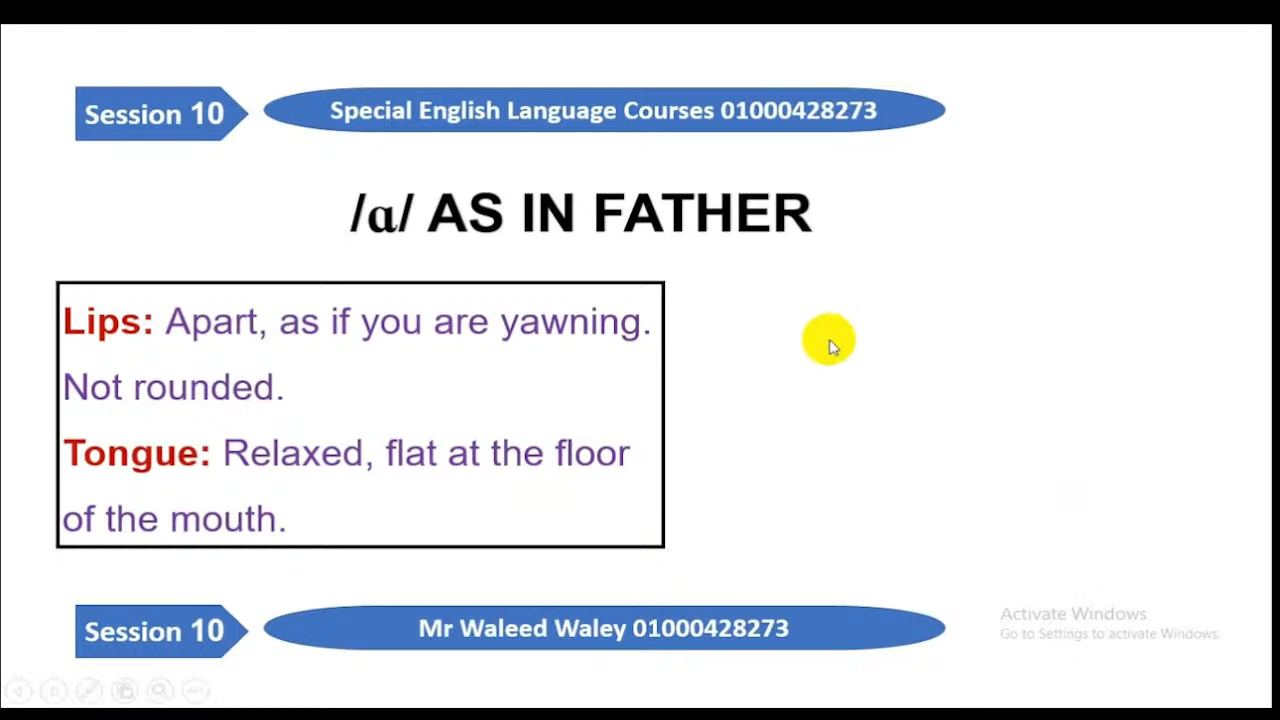 Session 10
Special English Language Courses 01000428273
/ɑ/ AS IN FATHER
Lips: Apart, as if you are yawning.
Not rounded.
Tongue: Relaxed, flat at the floor
of the mouth.
Session 10
Mr Waleed Waley 01000428273
Activate Windows
Go to Settings to activate Windows.